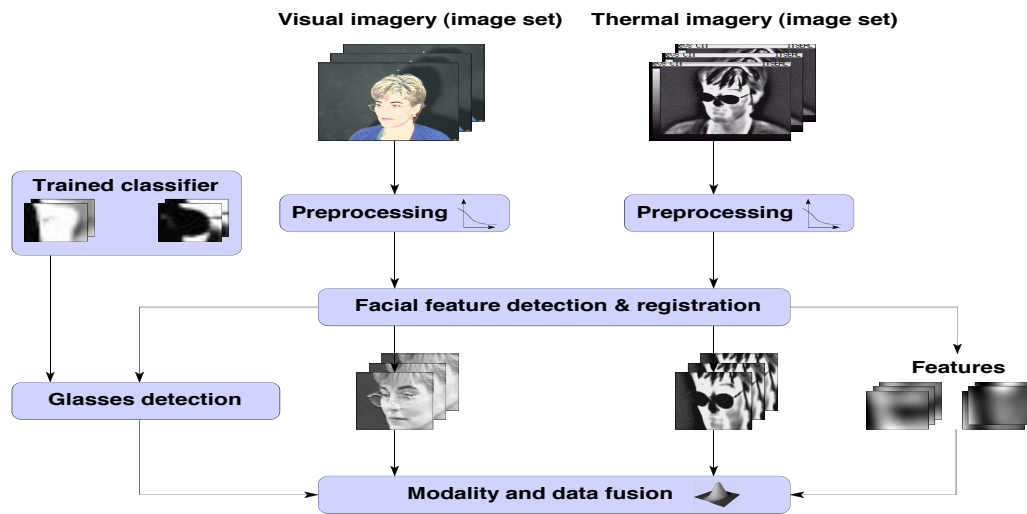 Visual imagery (image set)
Thermal imagery (image set)
Trained classifier
Preprocessing
Preprocessing
Facial feature detection & registration
Features
Glasses detection
Modality and data fusion